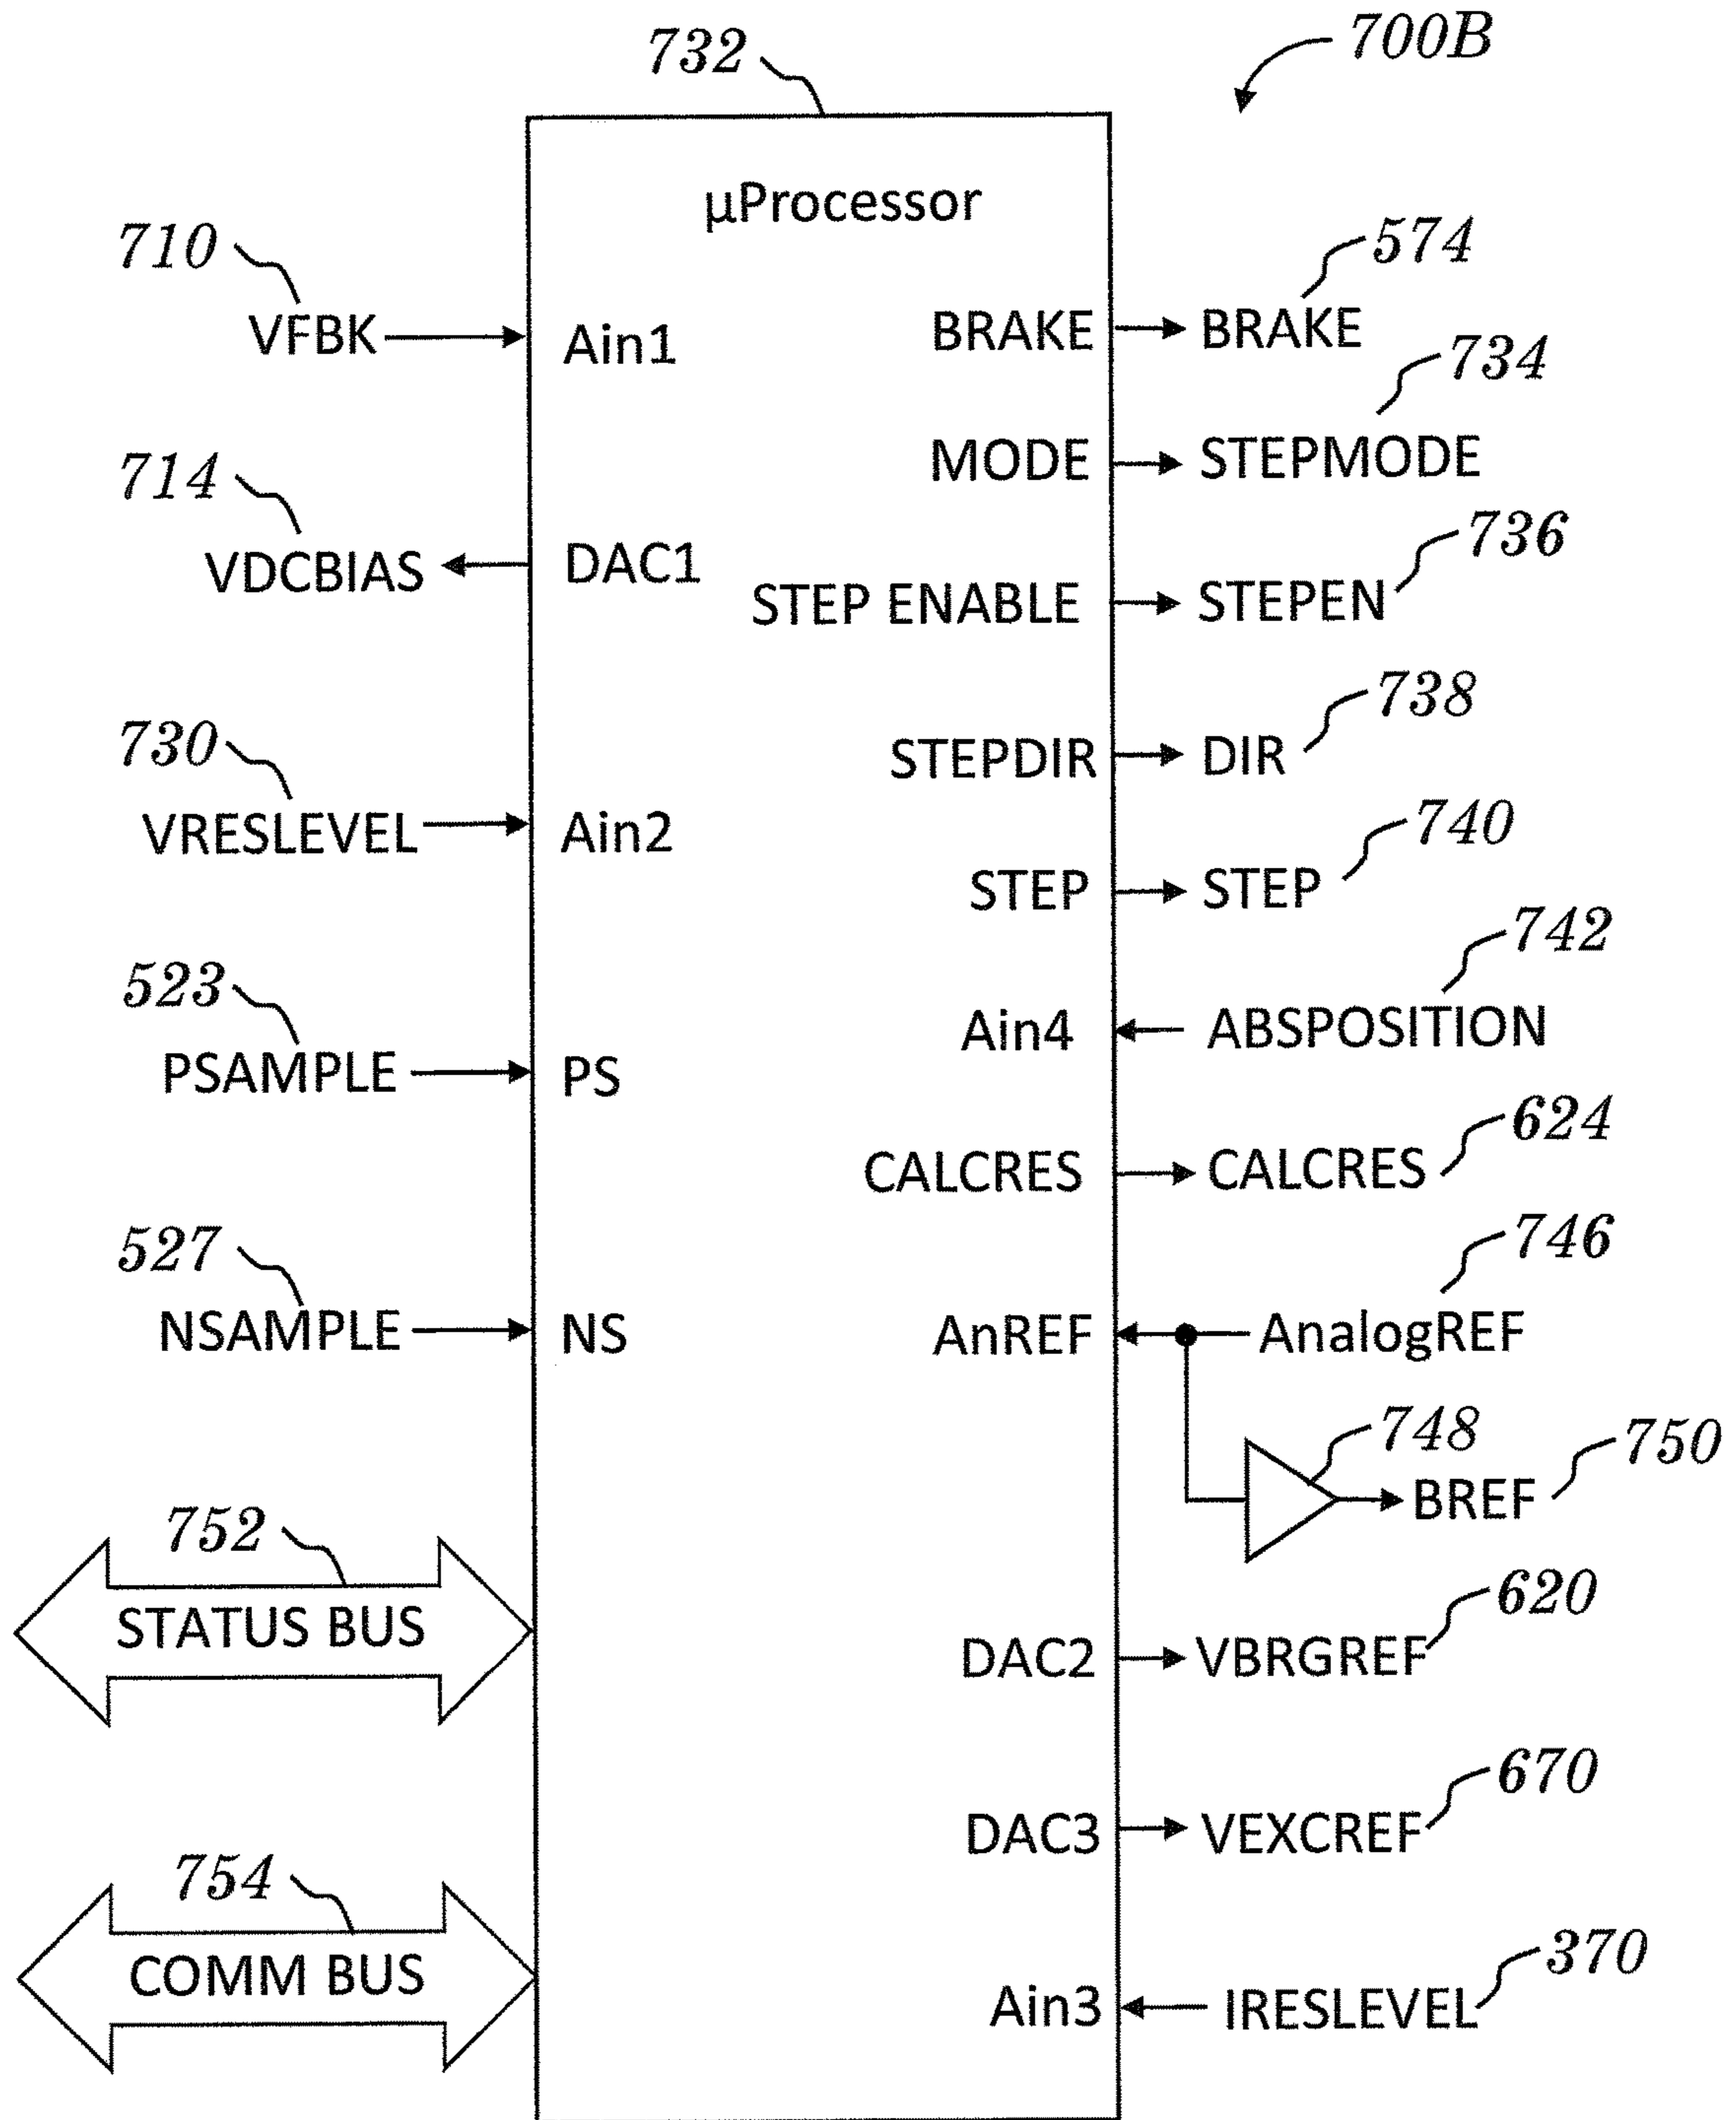 700B
732
µProcessor
710
VFBK
Ain1
714
VDCBIAS
DAC1
730
VRESLEVEL
Ain2
523
PSAMPLE
PS
527
NSAMPLE
NS
752
STATUS BUS
754
COMM BUS
BRAKE
BRAKE
574
MODE
STEPMODE
734
STEP ENABLE
STEPEN
736
STEPDIR
DIR
738
STEP
STEP
740
Ain4
ABSPOSITION
742
CALCRES
CALCRES
624
AnREF
AnalogREF
746
748
BREF
750
DAC2
VBRGREF
620
DAC3
VEXCREF
670
Ain3
IRESLEVEL
370